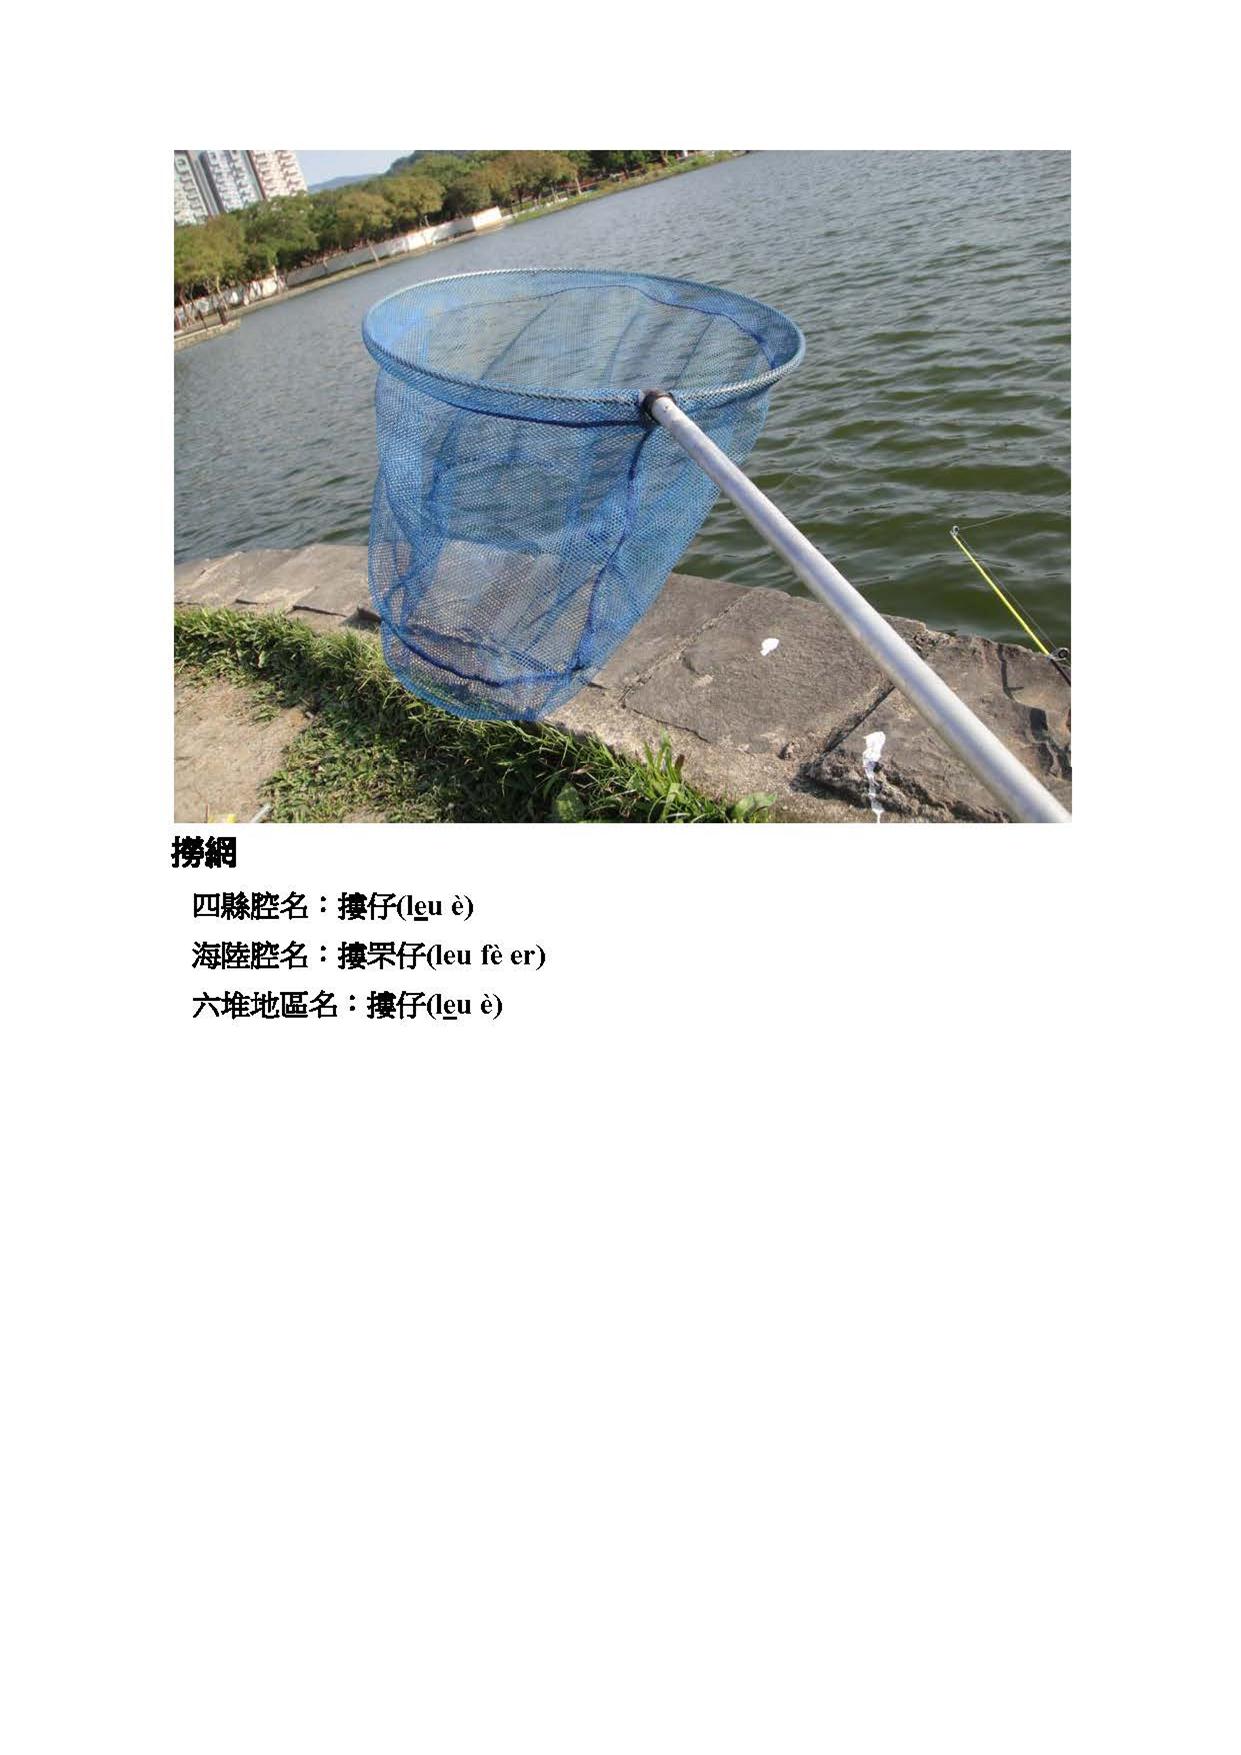 撈網
四縣腔名：摟仔(le̲u è)
海陸腔名：摟罘仔(leu fè er)
六堆地區名：摟仔(le̲u è)